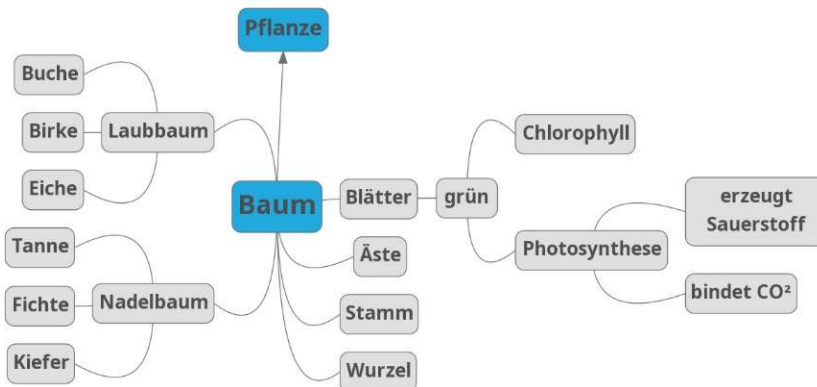 Pflanze
Buche
Birke
Eiche
Laubbaum
Tanne
Fichte
Kiefer
Nadelbaum
Baum
Blätter
grün
Chlorophyll
Photosynthese
erzeugt
Sauerstoff
bindet CO²
Äste
Stamm
Wurzel